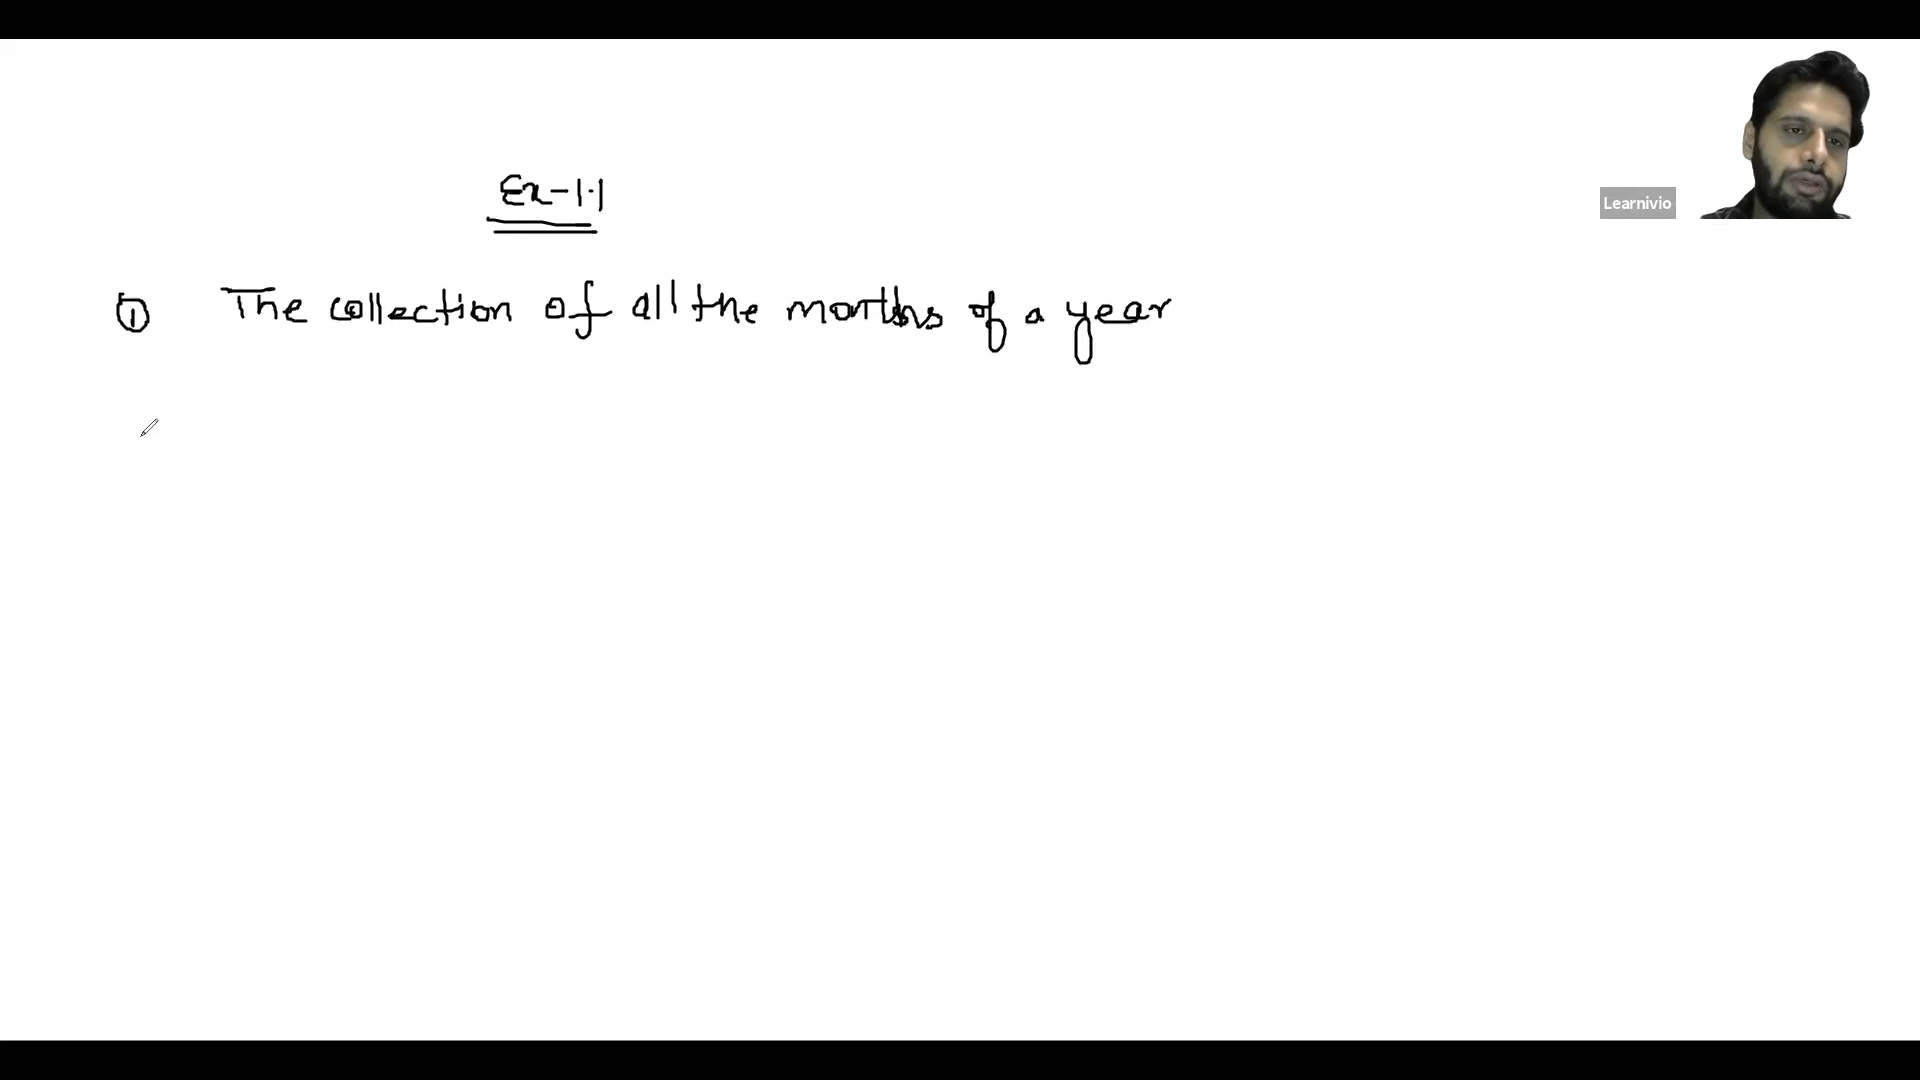 Learnivio
Ex-1.1
① The collection of all the months of a year